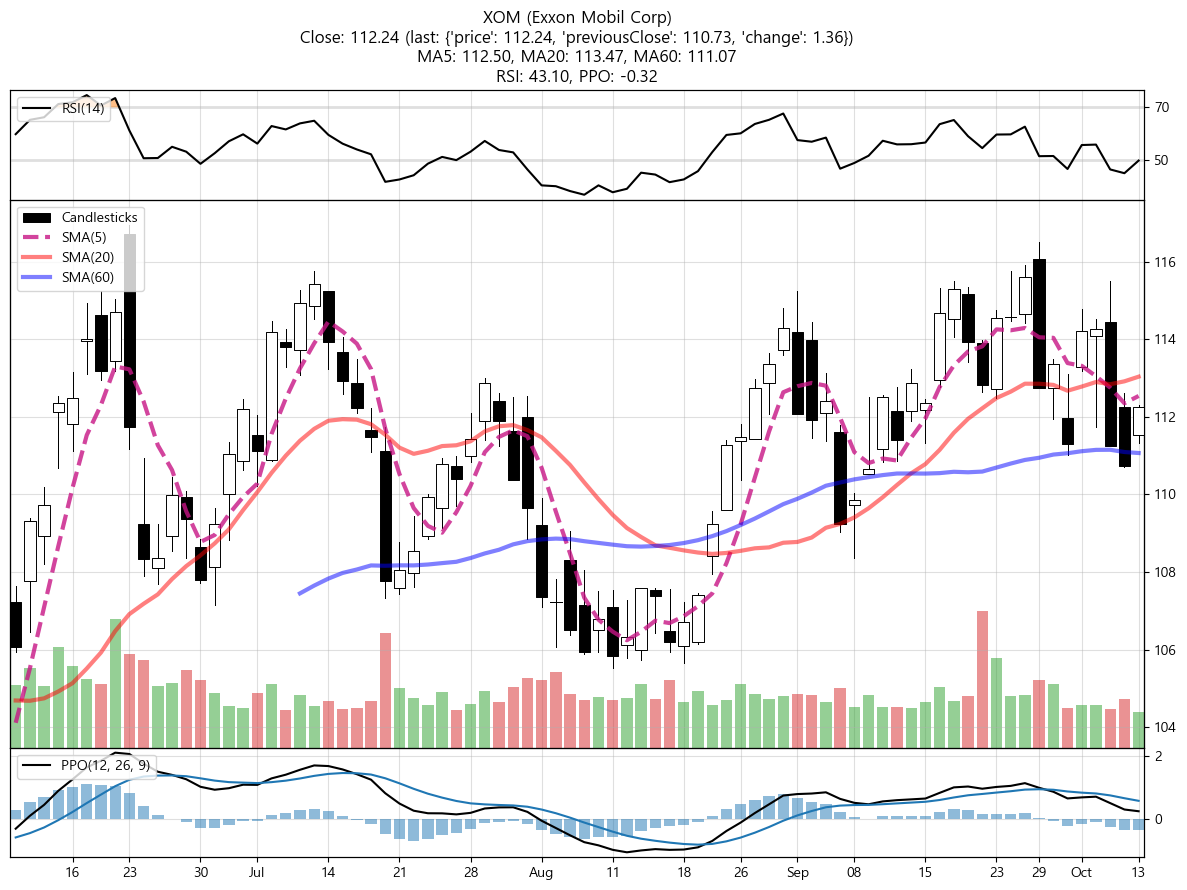 XOM (Exxon Mobil Corp)
Close: 112.24 (last: {'price': 112.24, 'previousClose': 110.73, 'change': 1.36})
MA5: 112.50, MA20: 113.47, MA60: 111.07
RSI: 43.10, PPO: -0.32
RSI(14)
70
50
Candlesticks
SMA(5)
SMA(20)
SMA(60)
116
114
112
110
108
106
104
PPO(12, 26, 9)
2
0
16 23 30 Jul 14 21 28 Aug 11 18 26 Sep 08 15 23 29 Oct 13